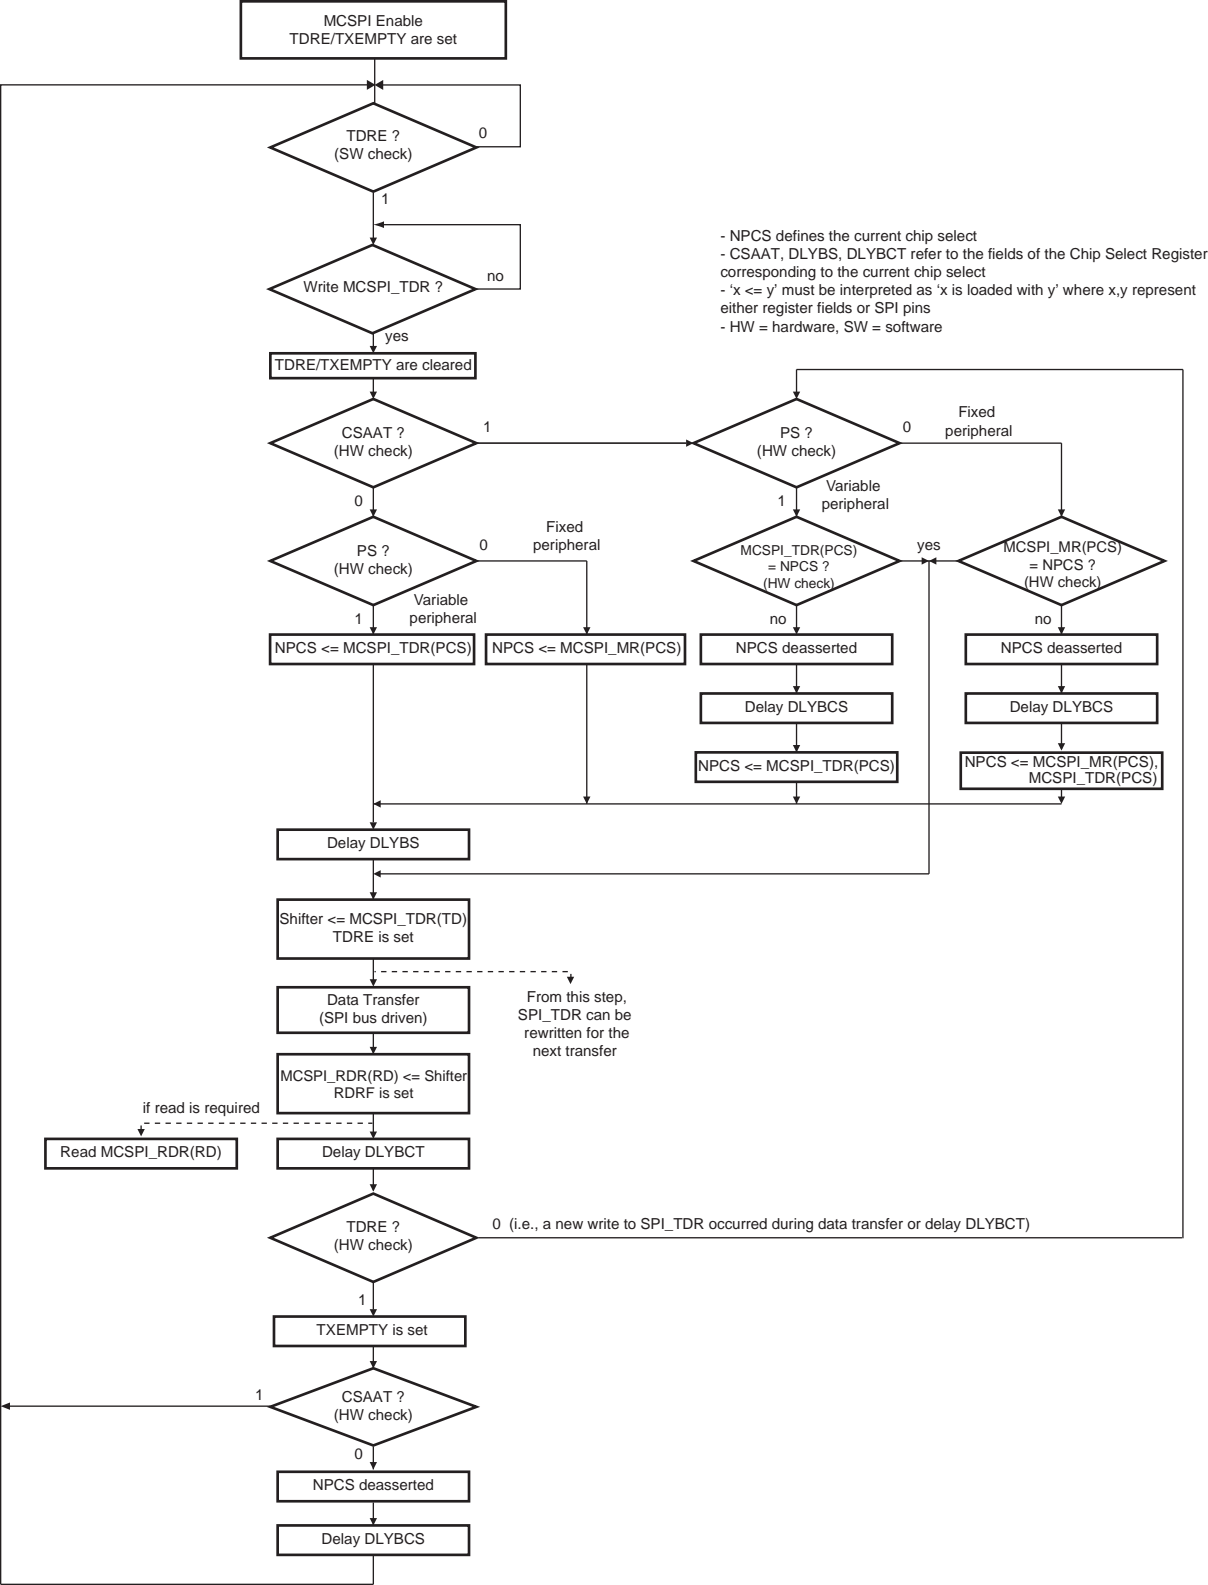 MCSPI Enable
TDRE/TXEMPTY are set
TDRE ?
(SW check)
0
1
Write MCSPI_TDR ?
no
yes
- NPCS defines the current chip select
- CSAAT, DLYBS, DLYBCT refer to the fields of the Chip Select Register
corresponding to the current chip select
- ‘x <= y’ must be interpreted as ‘x is loaded with y’ where x,y represent
either register fields or SPI pins
- HW = hardware, SW = software
TDRE/TXEMPTY are cleared
CSAAT ?
(HW check)
1
0
PS ?
(HW check)
0
Fixed
peripheral
1
Variable
peripheral
PS ?
(HW check)
0
Fixed
peripheral
1
Variable
peripheral
MCSPI_TDR(PCS)
= NPCS ?
(HW check)
yes
MCSPI_MR(PCS)
= NPCS ?
(HW check)
no
no
NPCS <= MCSPI_TDR(PCS)
NPCS <= MCSPI_MR(PCS)
NPCS deasserted
NPCS deasserted
Delay DLYBCS
Delay DLYBCS
NPCS <= MCSPI_TDR(PCS)
NPCS <= MCSPI_MR(PCS),
MCSPI_TDR(PCS)
Delay DLYBS
Shifter <= MCSPI_TDR(TD)
TDRE is set
From this step,
SPI_TDR can be
rewritten for the
next transfer
Data Transfer
(SPI bus driven)
MCSPI_RDR(RD) <= Shifter
RDRF is set
if read is required
Read MCSPI_RDR(RD)
Delay DLYBCT
TDRE ?
(HW check)
0 (i.e., a new write to SPI_TDR occurred during data transfer or delay DLYBCT)
1
TXEMPTY is set
CSAAT ?
(HW check)
1
0
NPCS deasserted
Delay DLYBCS